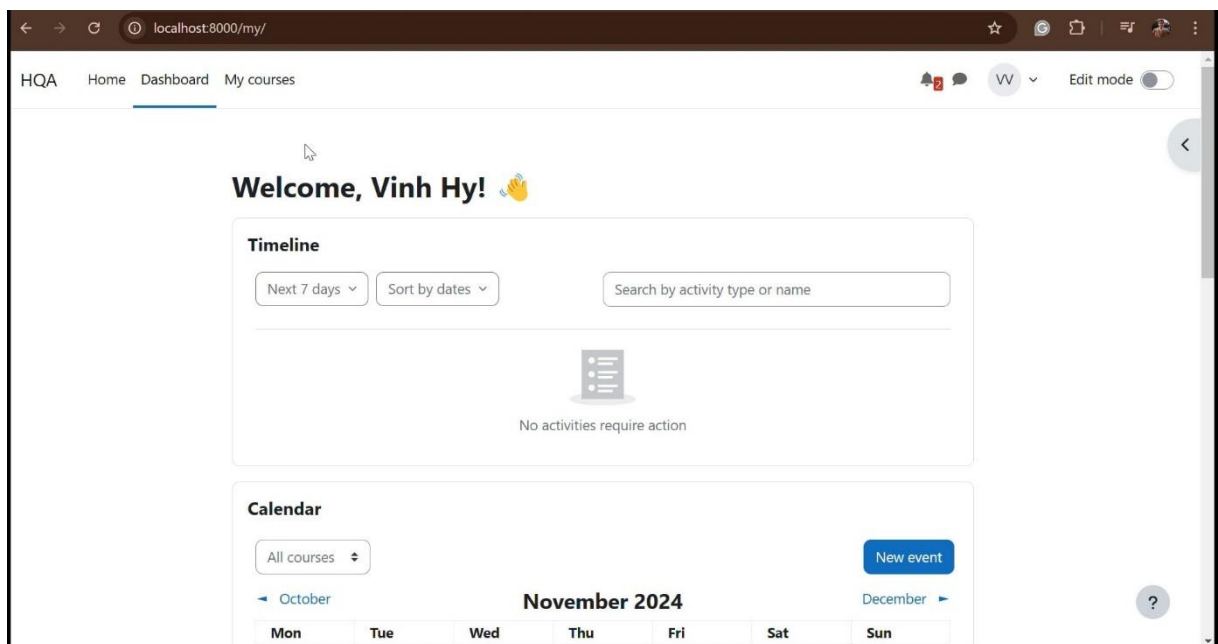 localhost:8000/my/
HQA Home Dashboard My courses 2 VV Edit mode
Welcome, Vinh Hy!
Timeline
Next 7 days Sort by dates Search by activity type or name
No activities require action
Calendar
All courses New event
◄ October November 2024 December ►
Mon Tue Wed Thu Fri Sat Sun
?